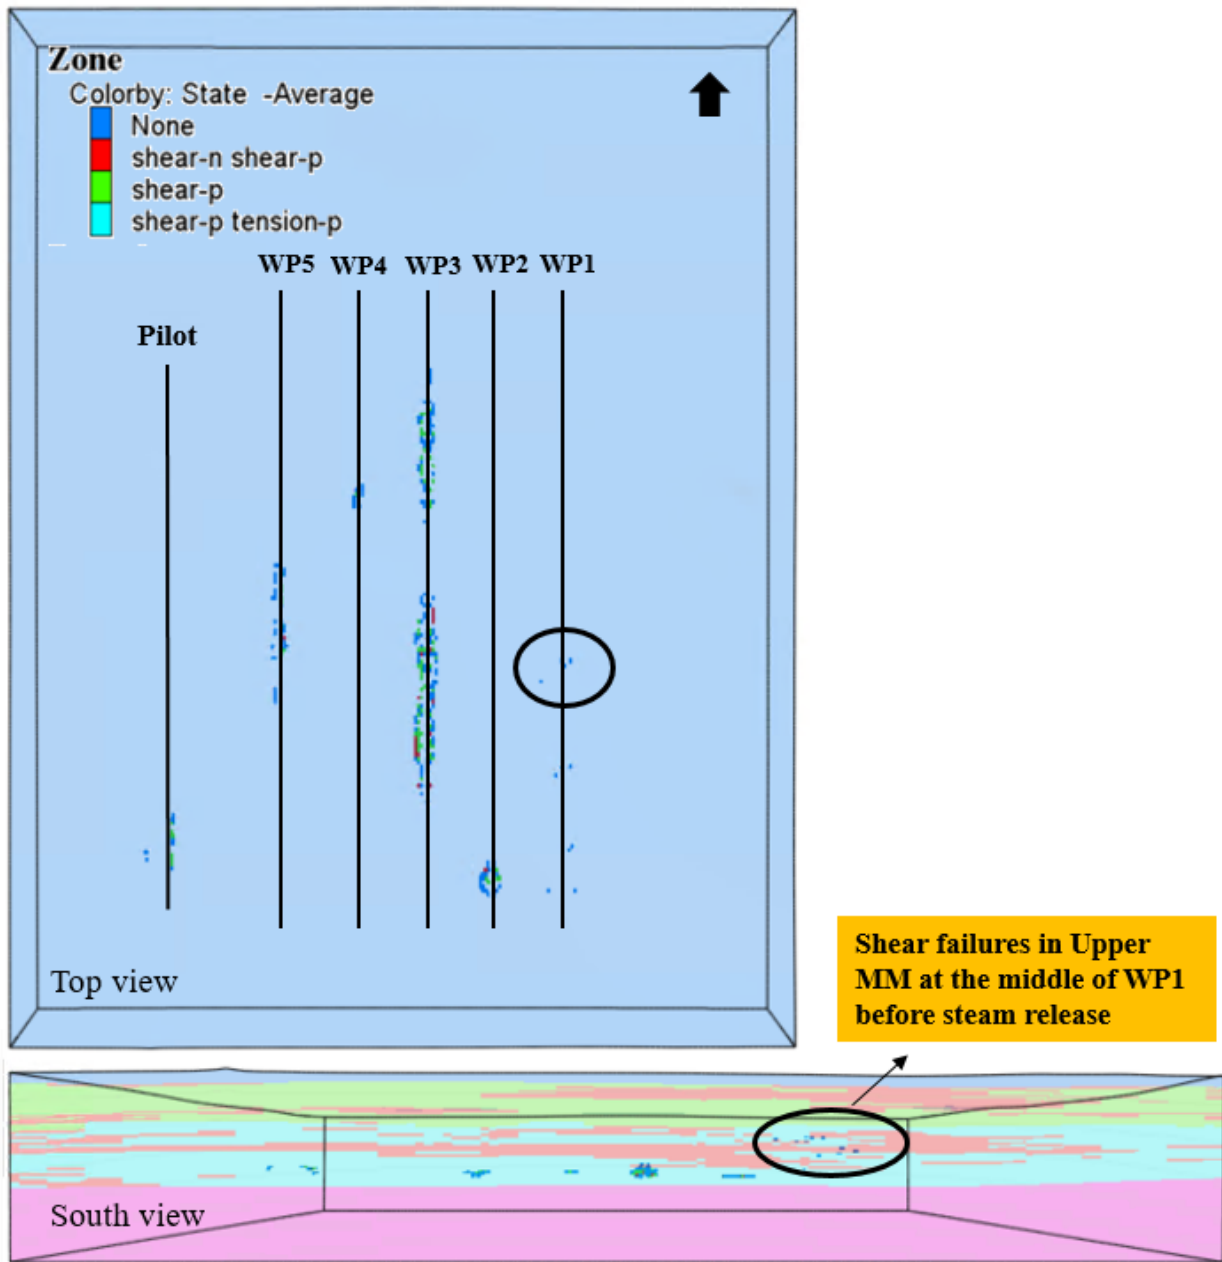 Zone
Colorby: State -Average
None
shear-n shear-p
shear-p
shear-p tension-p
WP5 WP4 WP3 WP2 WP1
Pilot
Top view
Shear failures in Upper
MM at the middle of WP1
before steam release
South view